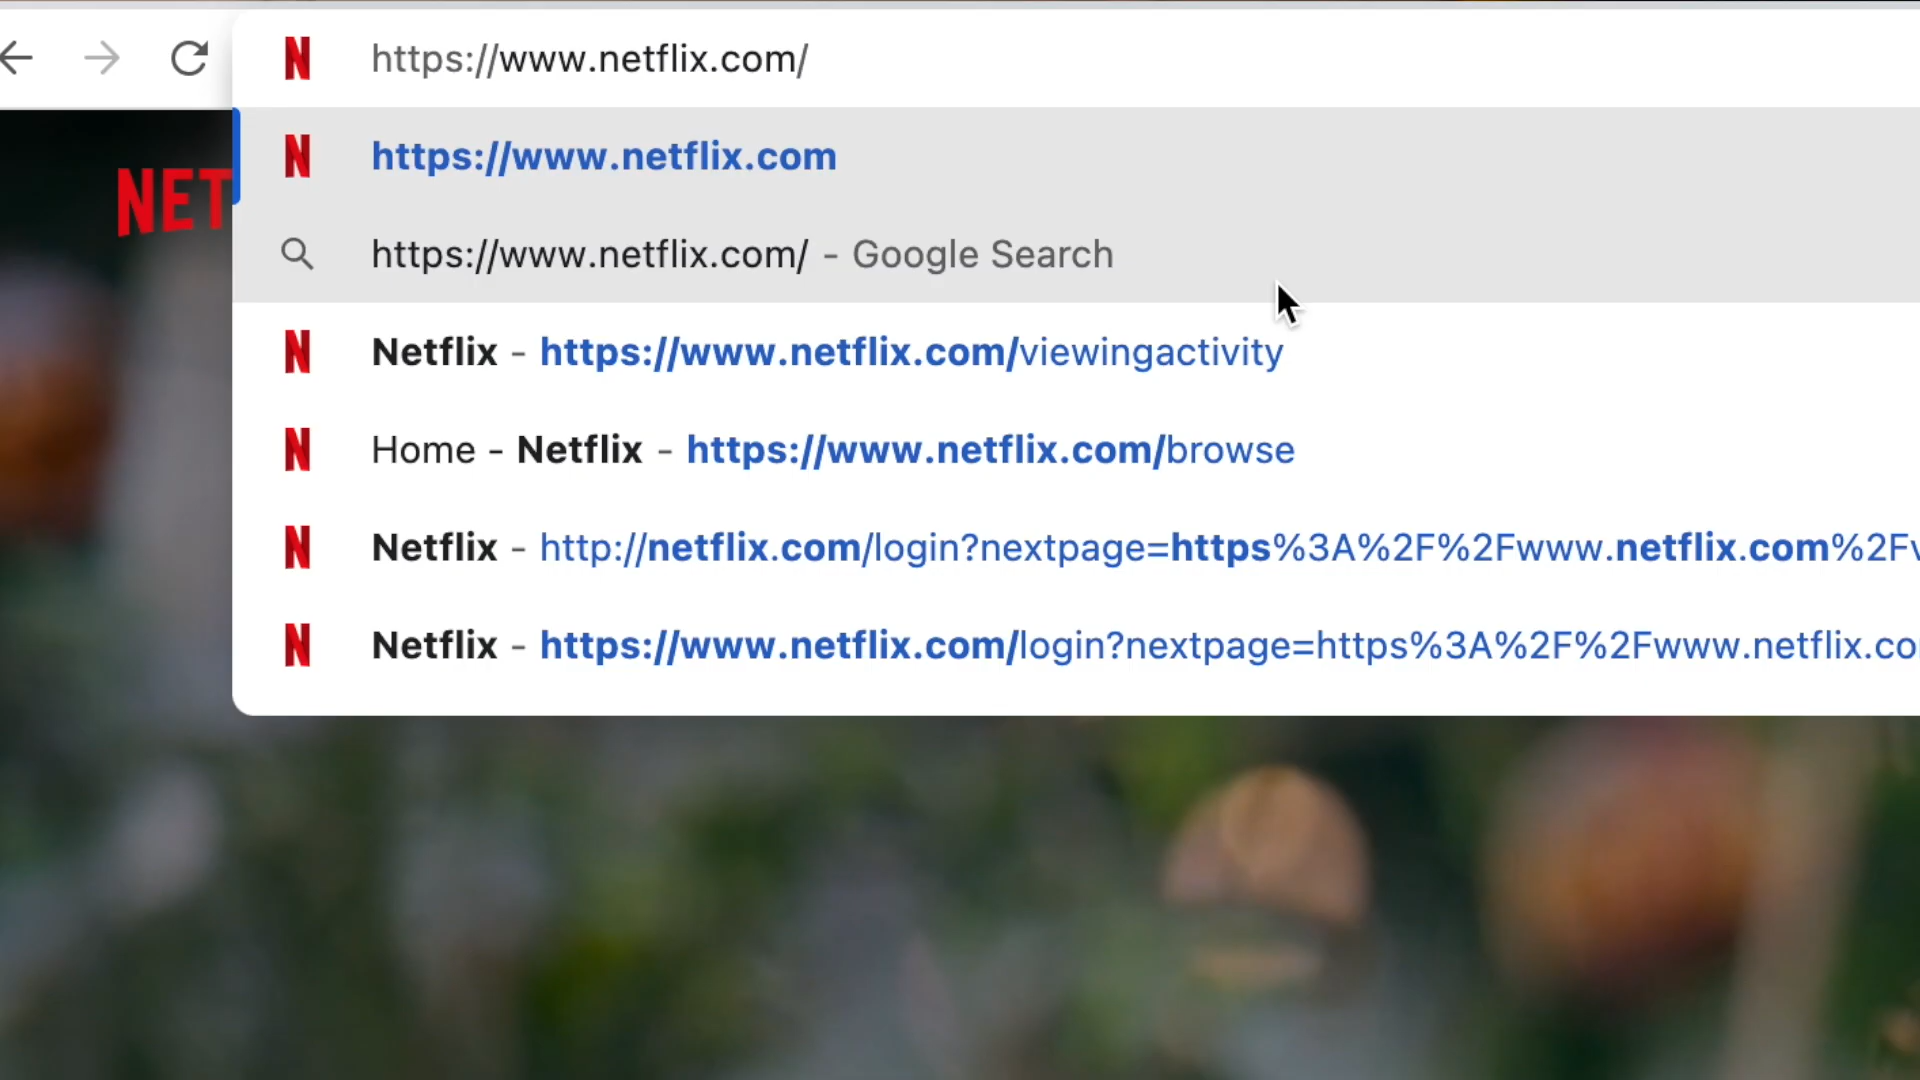 https://www.netflix.com/
https://www.netflix.com
NET
https://www.netflix.com/ - Google Search
Netflix - https://www.netflix.com/viewingactivity
Home - Netflix - https://www.netflix.com/browse
Netflix - http://netflix.com/login?nextpage=https%3A%2F%2Fwww.netflix.com%2Fv
Netflix - https://www.netflix.com/login?nextpage=https%3A%2F%2Fwww.netflix.co